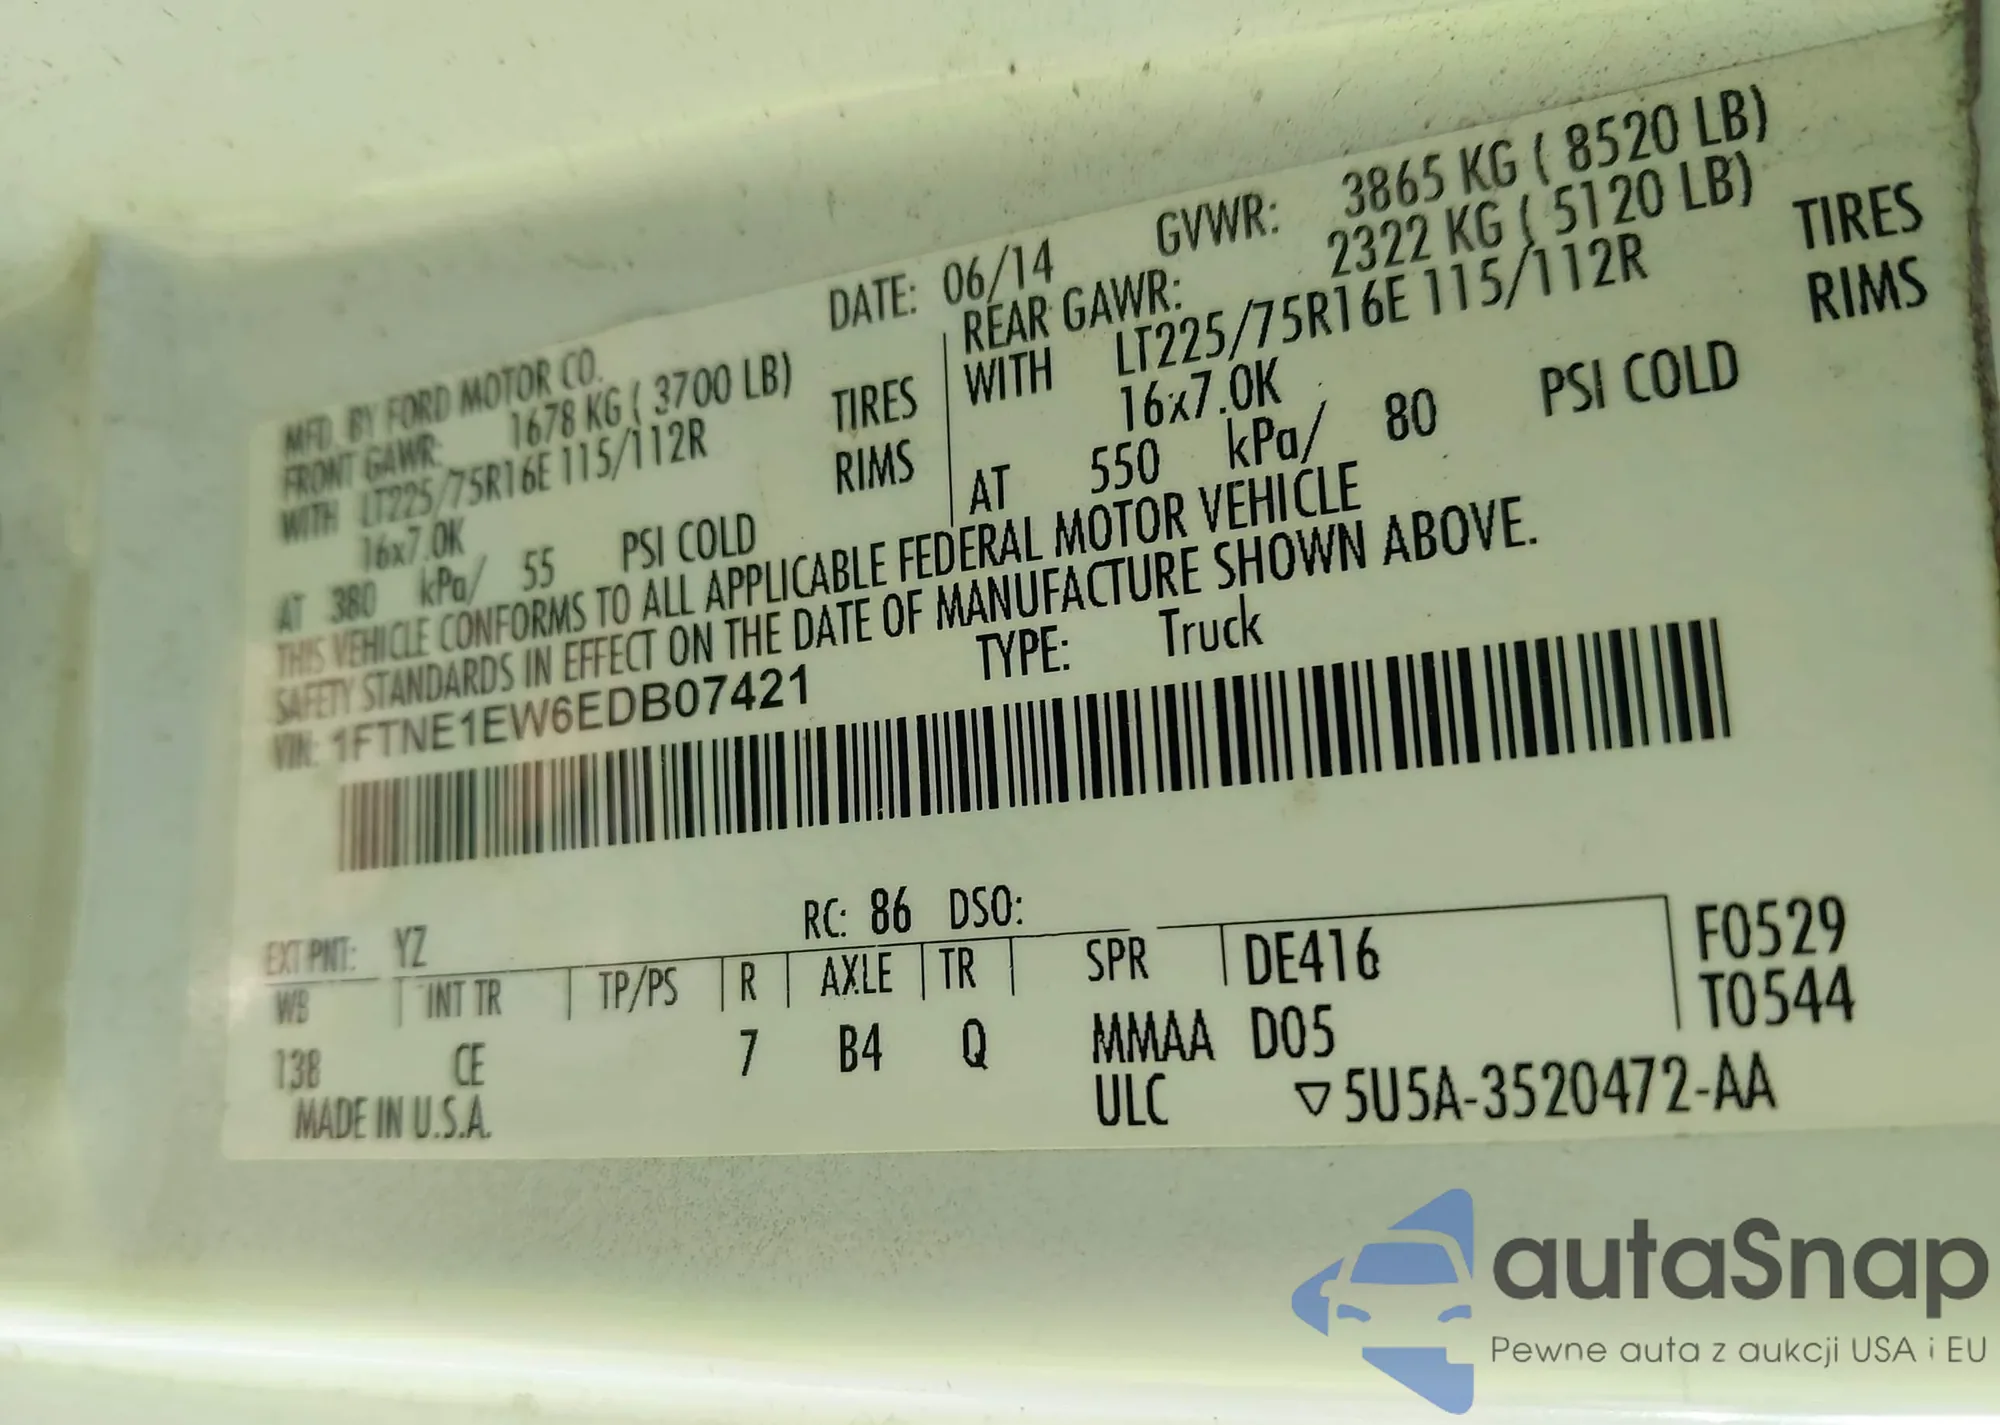 MFD. BY FORD MOTOR CO.
DATE: 06/14 GVWR: 3865 KG ( 8520 LB)
FRONT GAWR: 1678 KG ( 3700 LB)
WITH LT225/75R16E 115/112R TIRES
16x7.0K RIMS
AT 380 kPa/ 55 PSI COLD
REAR GAWR: 2322 KG ( 5120 LB)
WITH LT225/75R16E 115/112R TIRES
16x7.0K RIMS
AT 550 kPa/ 80 PSI COLD
THIS VEHICLE CONFORMS TO ALL APPLICABLE FEDERAL MOTOR VEHICLE
SAFETY STANDARDS IN EFFECT ON THE DATE OF MANUFACTURE SHOWN ABOVE.
VIN: 1FTNE1EW6EDB07421 TYPE: Truck
EXT PNT: YZ RC: 86 DSO:
WB INT TR TP/PS R AXLE TR SPR DE416 F0529
138 CE 7 B4 Q MMAA D05 T0544
MADE IN U.S.A. ULC ▽5U5A-3520472-AA
autaSnap
Pewne auta z aukcji USA i EU